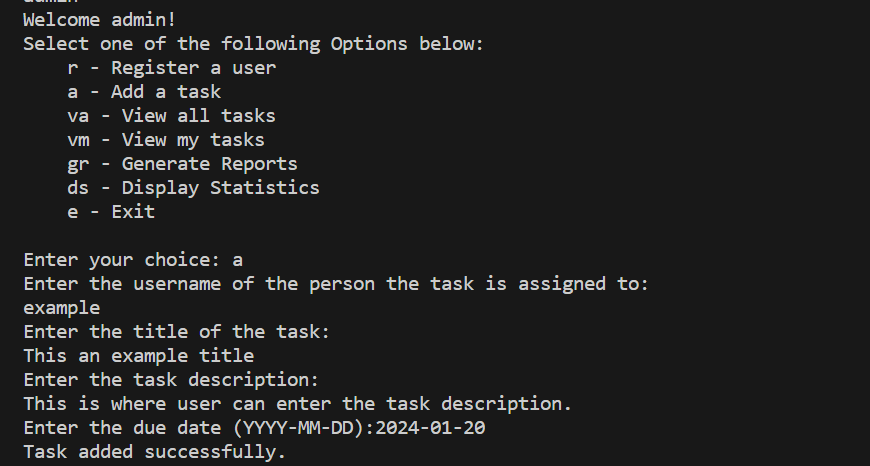 admin
Welcome admin!
Select one of the following Options below:
r - Register a user
a - Add a task
va - View all tasks
vm - View my tasks
gr - Generate Reports
ds - Display Statistics
e - Exit
Enter your choice: a
Enter the username of the person the task is assigned to:
example
Enter the title of the task:
This an example title
Enter the task description:
This is where user can enter the task description.
Enter the due date (YYYY-MM-DD):2024-01-20
Task added successfully.